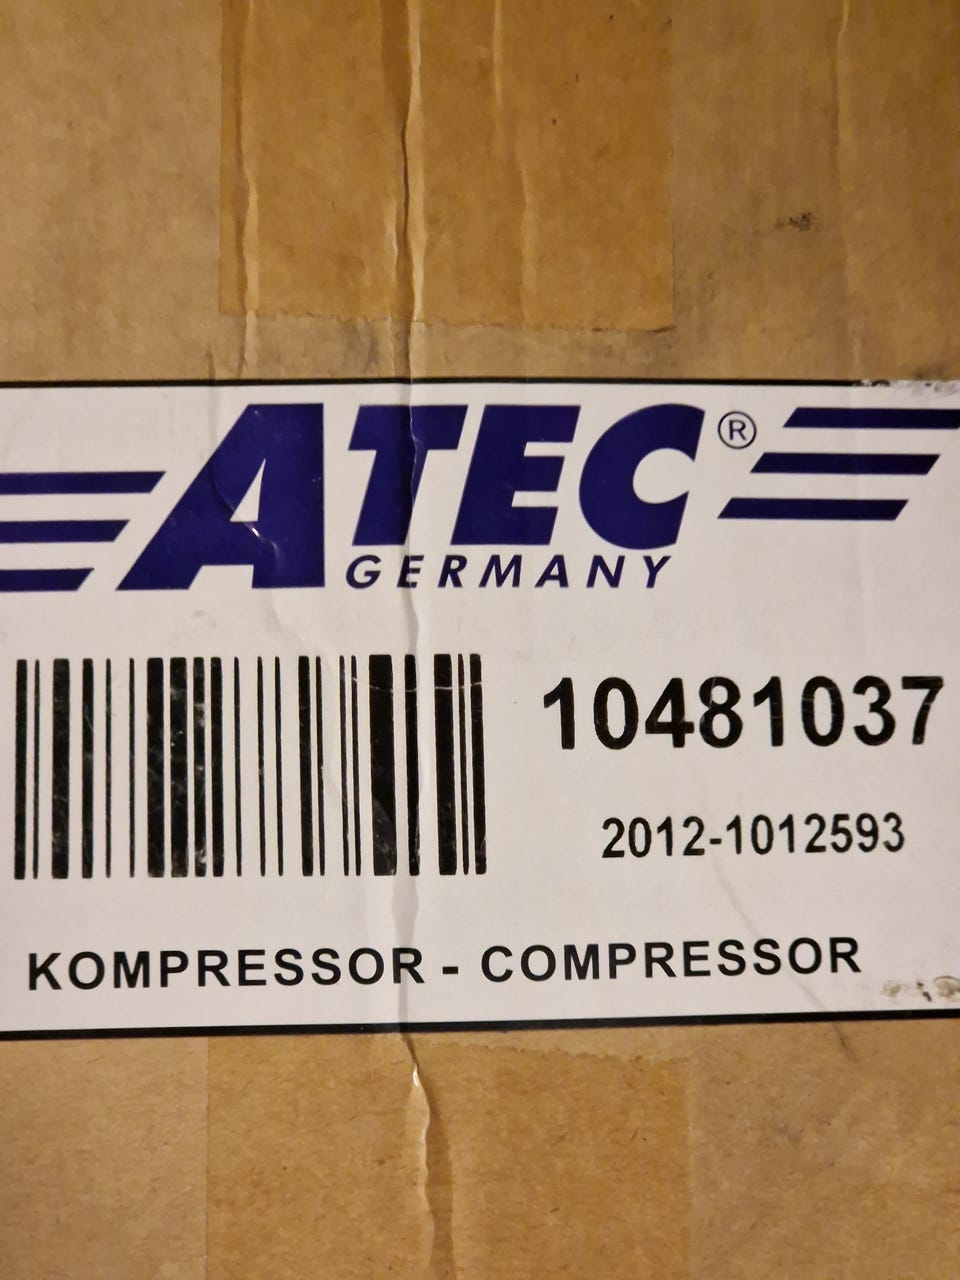 ATEC®
GERMANY
10481037
2012-1012593
KOMPRESSOR - COMPRESSOR